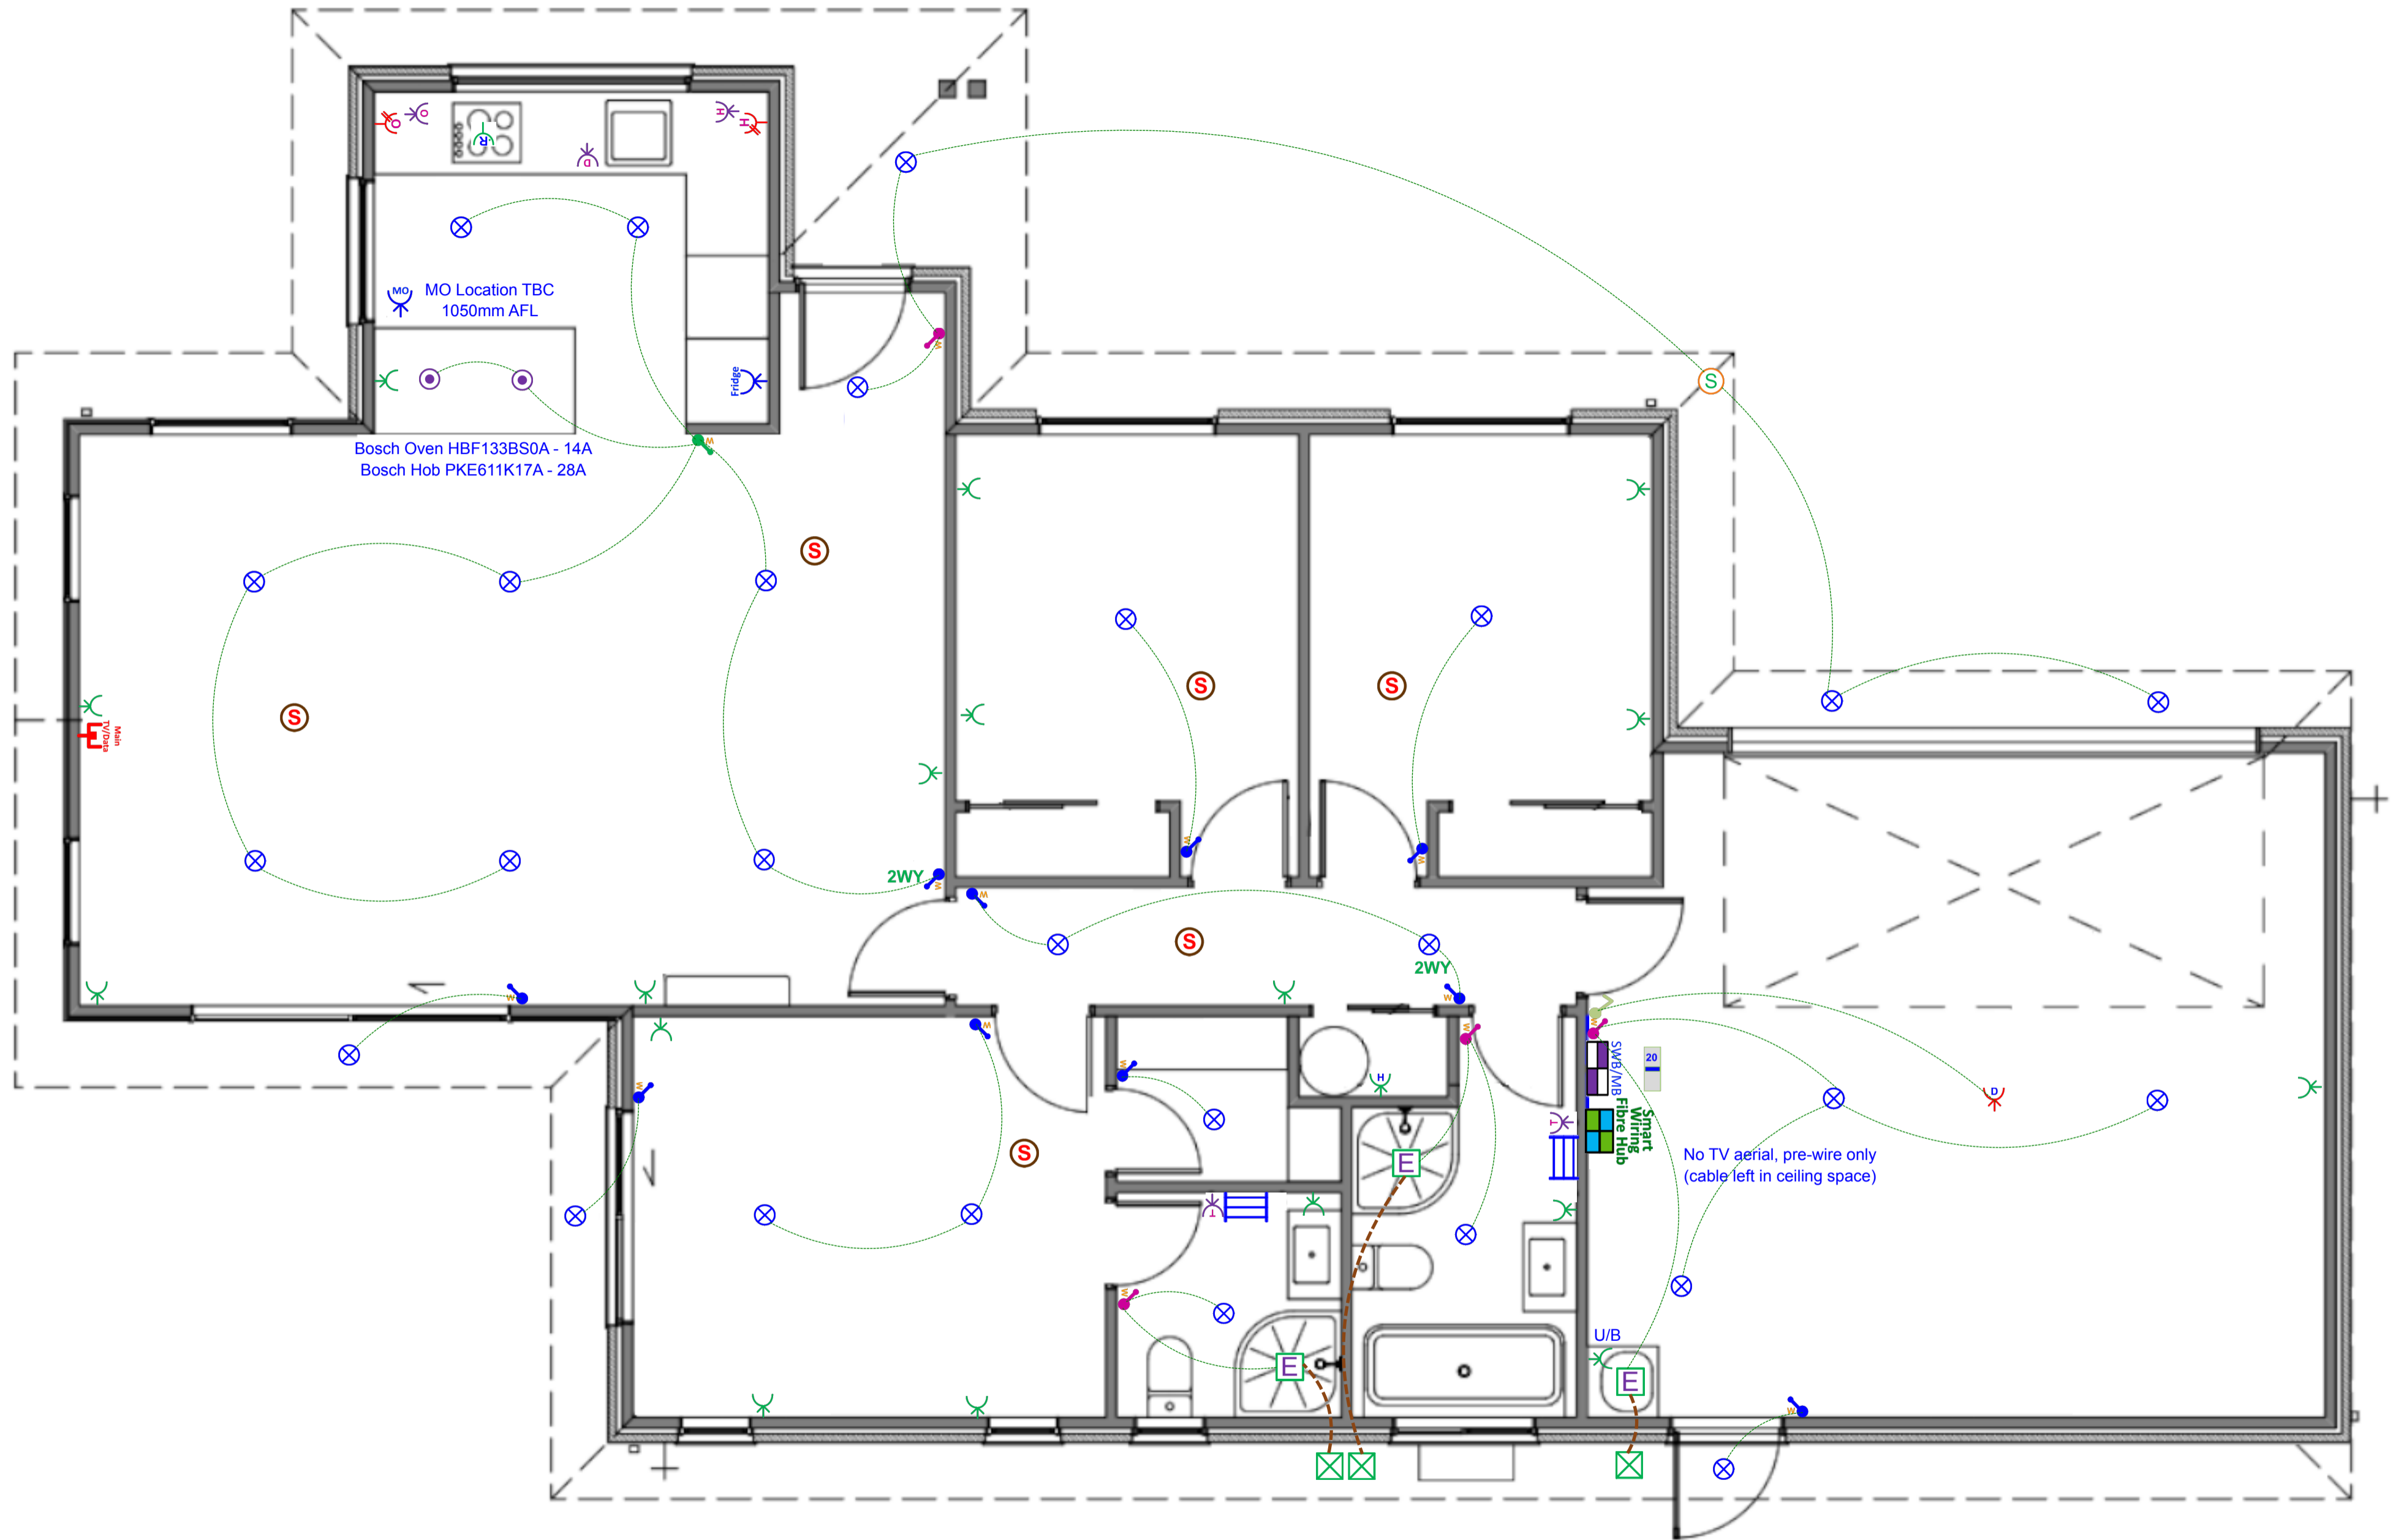 O
O
R
D
H
H
MO
MO Location TBC
1050mm AFL
W
Fridge
S
Bosch Oven HBF133BS0A - 14A
Bosch Hob PKE611K17A - 28A
W
S
S
S
S
Main
TV/Data
W
W
2WY
W
W
S
2WY
W
W
W
W
W
W
SWB/MB
20
H
D
T
Smart
Wiring
Fibre Hub
S
E
No TV aerial, pre-wire only
(cable left in ceiling space)
T
W
U/B
E
E
W